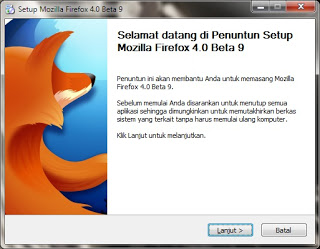 Setup Mozilla Firefox 4.0 Beta 9
Selamat datang di Penuntun Setup
Mozilla Firefox 4.0 Beta 9
Penuntun ini akan membantu Anda untuk memasang Mozilla
Firefox 4.0 Beta 9.
Sebelum memulai Anda disarankan untuk menutup semua
aplikasi sehingga dimungkinkan untuk memutakhirkan berkas
sistem yang terkait tanpa harus memulai ulang komputer.
Klik Lanjut untuk melanjutkan.
Lanjut >
Batal